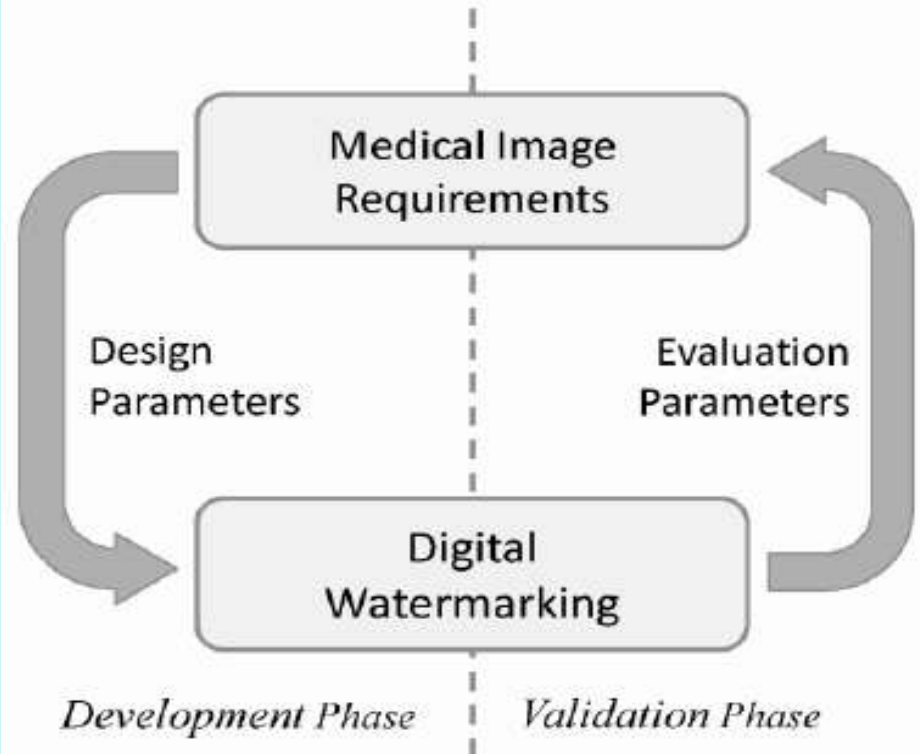 Medical Image
Requirements
Design
Parameters
Evaluation
Parameters
Digital
Watermarking
Development Phase
Validation Phase